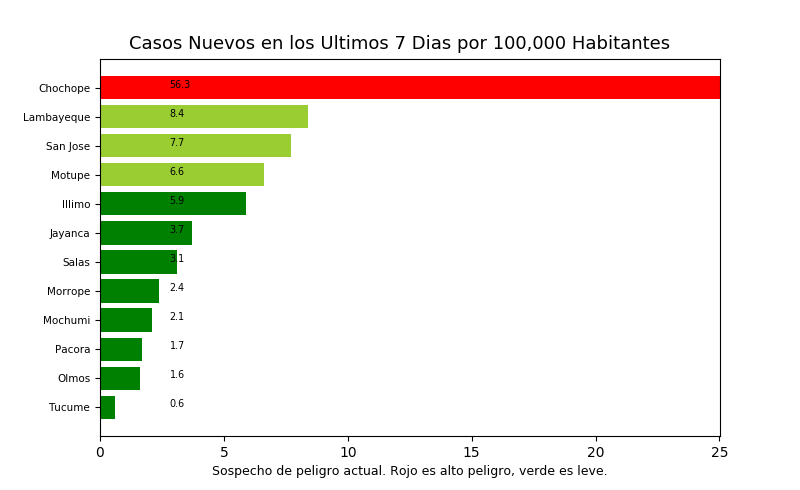 Casos Nuevos en los Ultimos 7 Dias por 100,000 Habitantes
Chochope 56.3
Lambayeque 8.4
San Jose 7.7
Motupe 6.6
Illimo 5.9
Jayanca 3.7
Salas 3.1
Morrope 2.4
Mochumi 2.1
Pacora 1.7
Olmos 1.6
Tucume 0.6
0 5 10 15 20 25
Sospecho de peligro actual. Rojo es alto peligro, verde es leve.